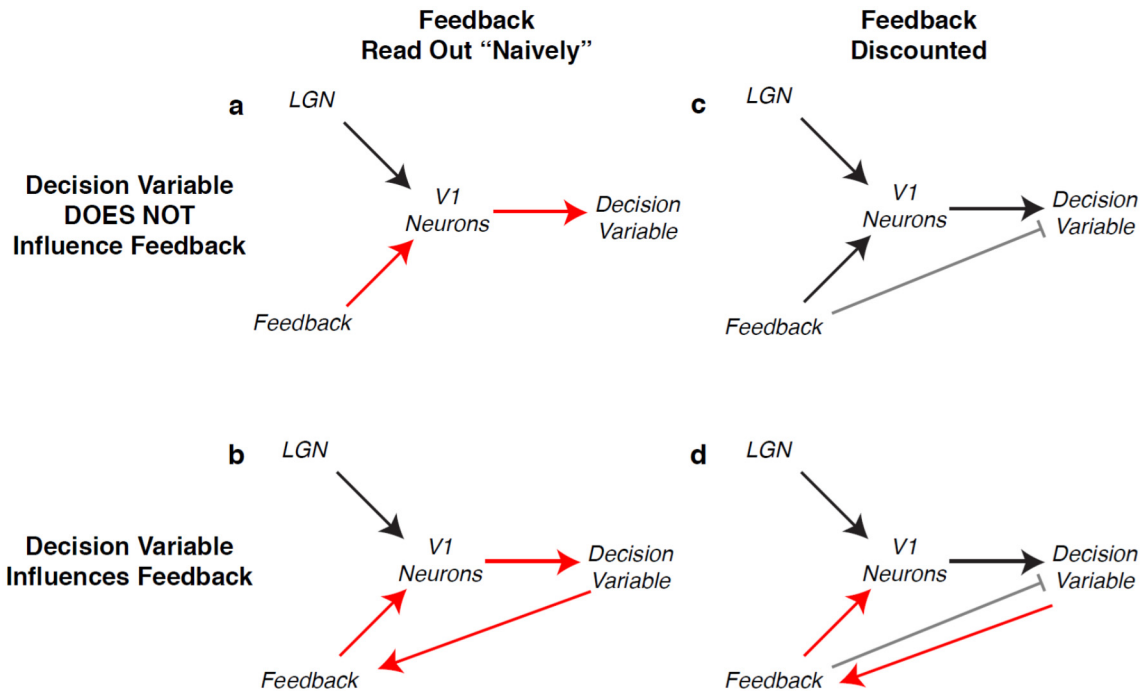 Feedback
Read Out “Naively”
Feedback
Discounted
Decision Variable
DOES NOT
Influence Feedback
a
LGN
V1
Neurons
Decision
Variable
Feedback
c
LGN
V1
Neurons
Decision
Variable
Feedback
Decision Variable
Influences Feedback
b
LGN
V1
Neurons
Decision
Variable
Feedback
d
LGN
V1
Neurons
Decision
Variable
Feedback